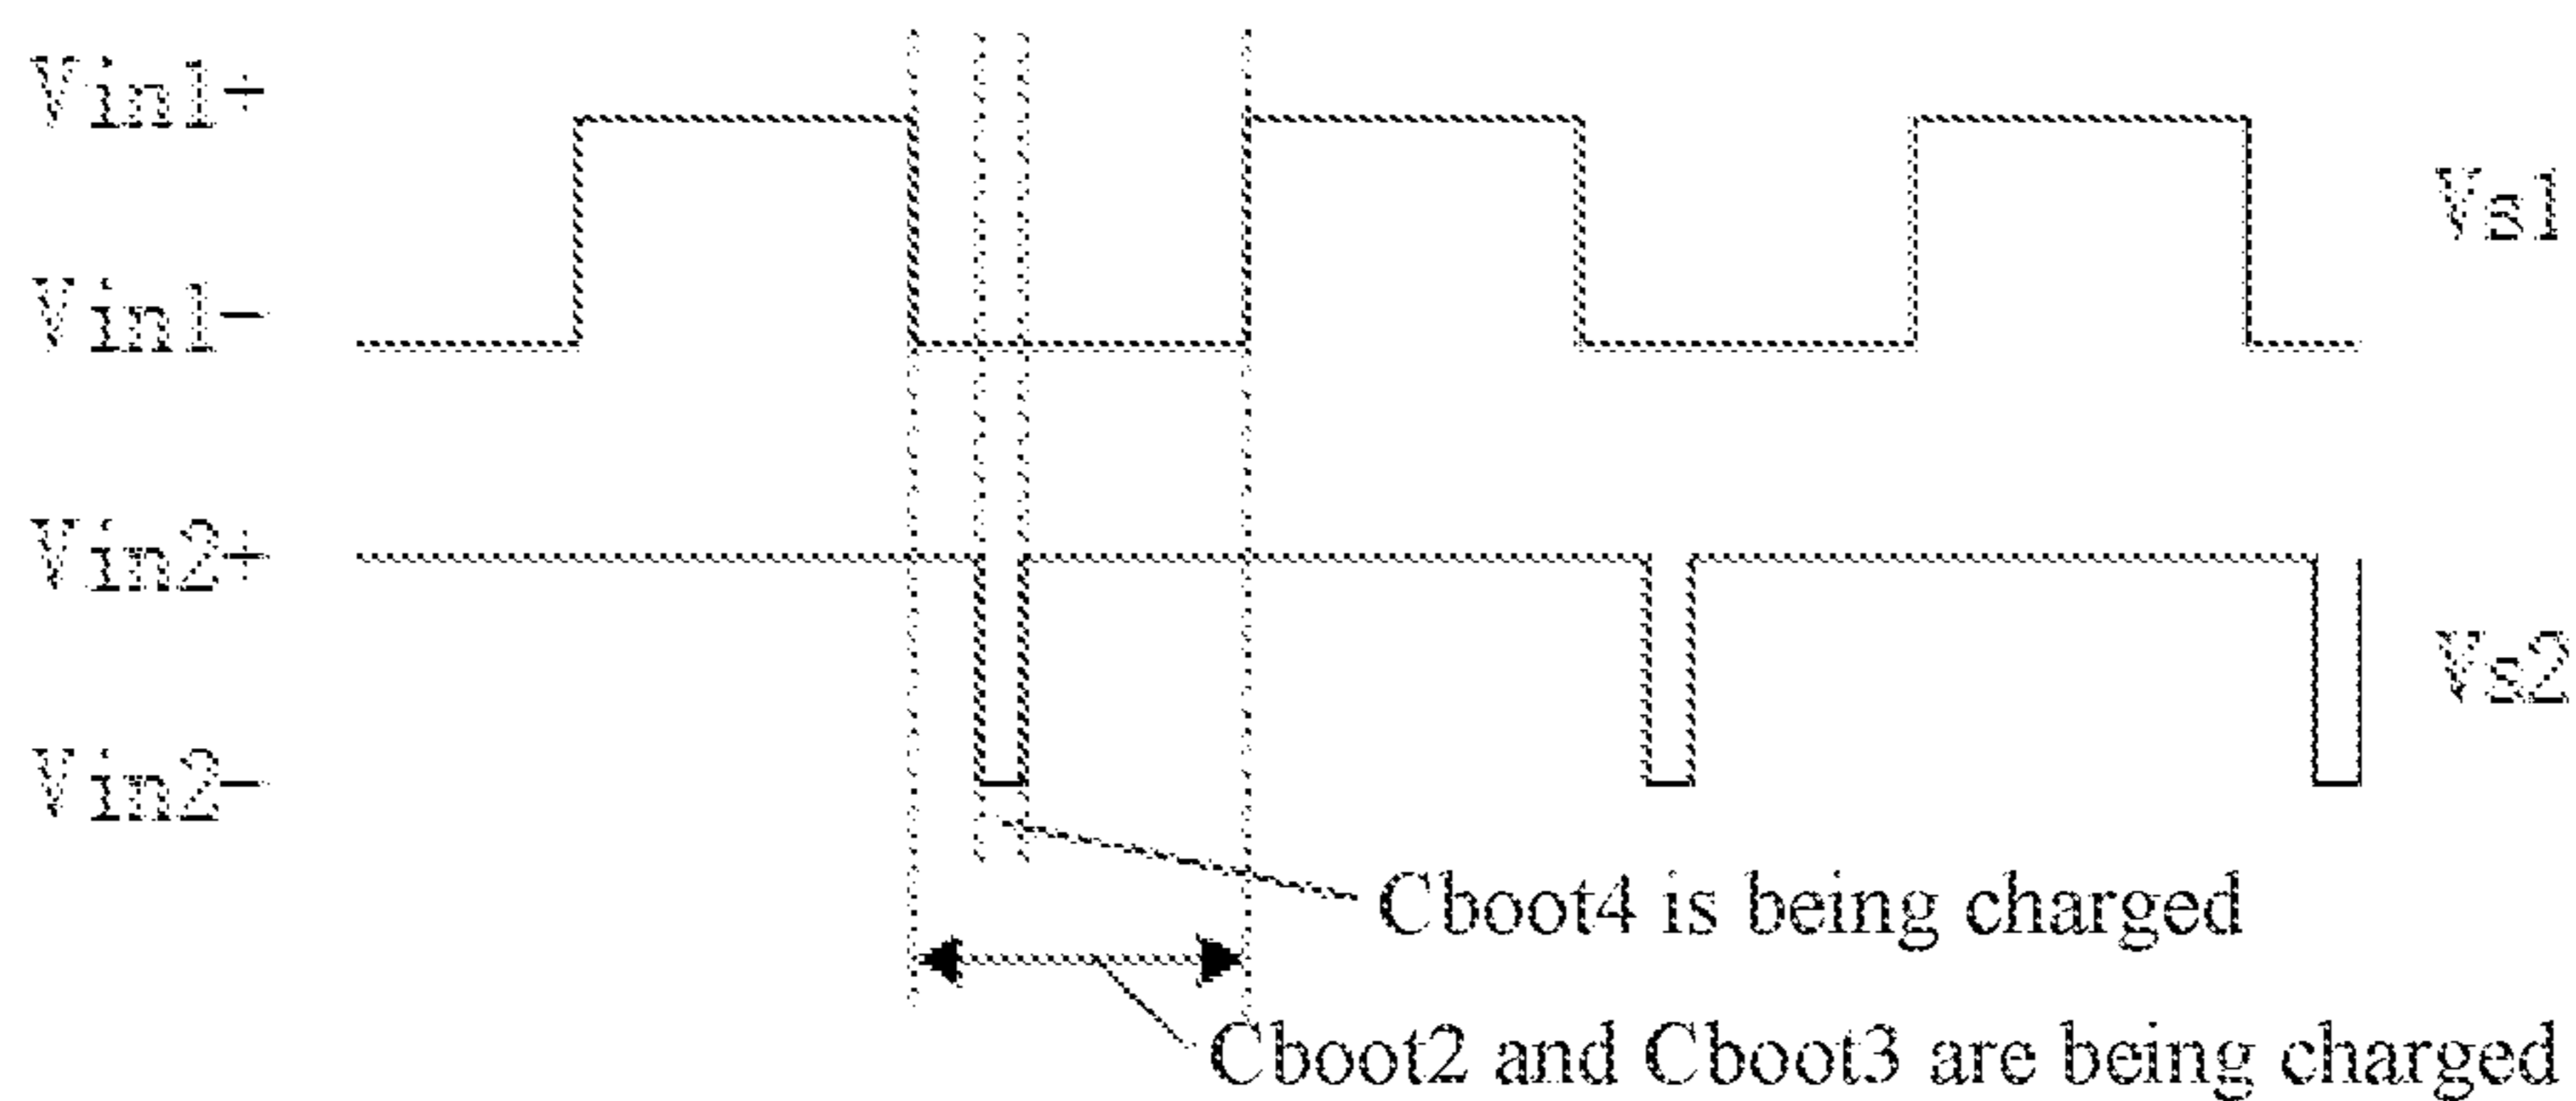 Vin1+
Vs1
Vin1-
Vin2+
Vs2
Vin2-
Cboot4 is being charged
Cboot2 and Cboot3 are being charged